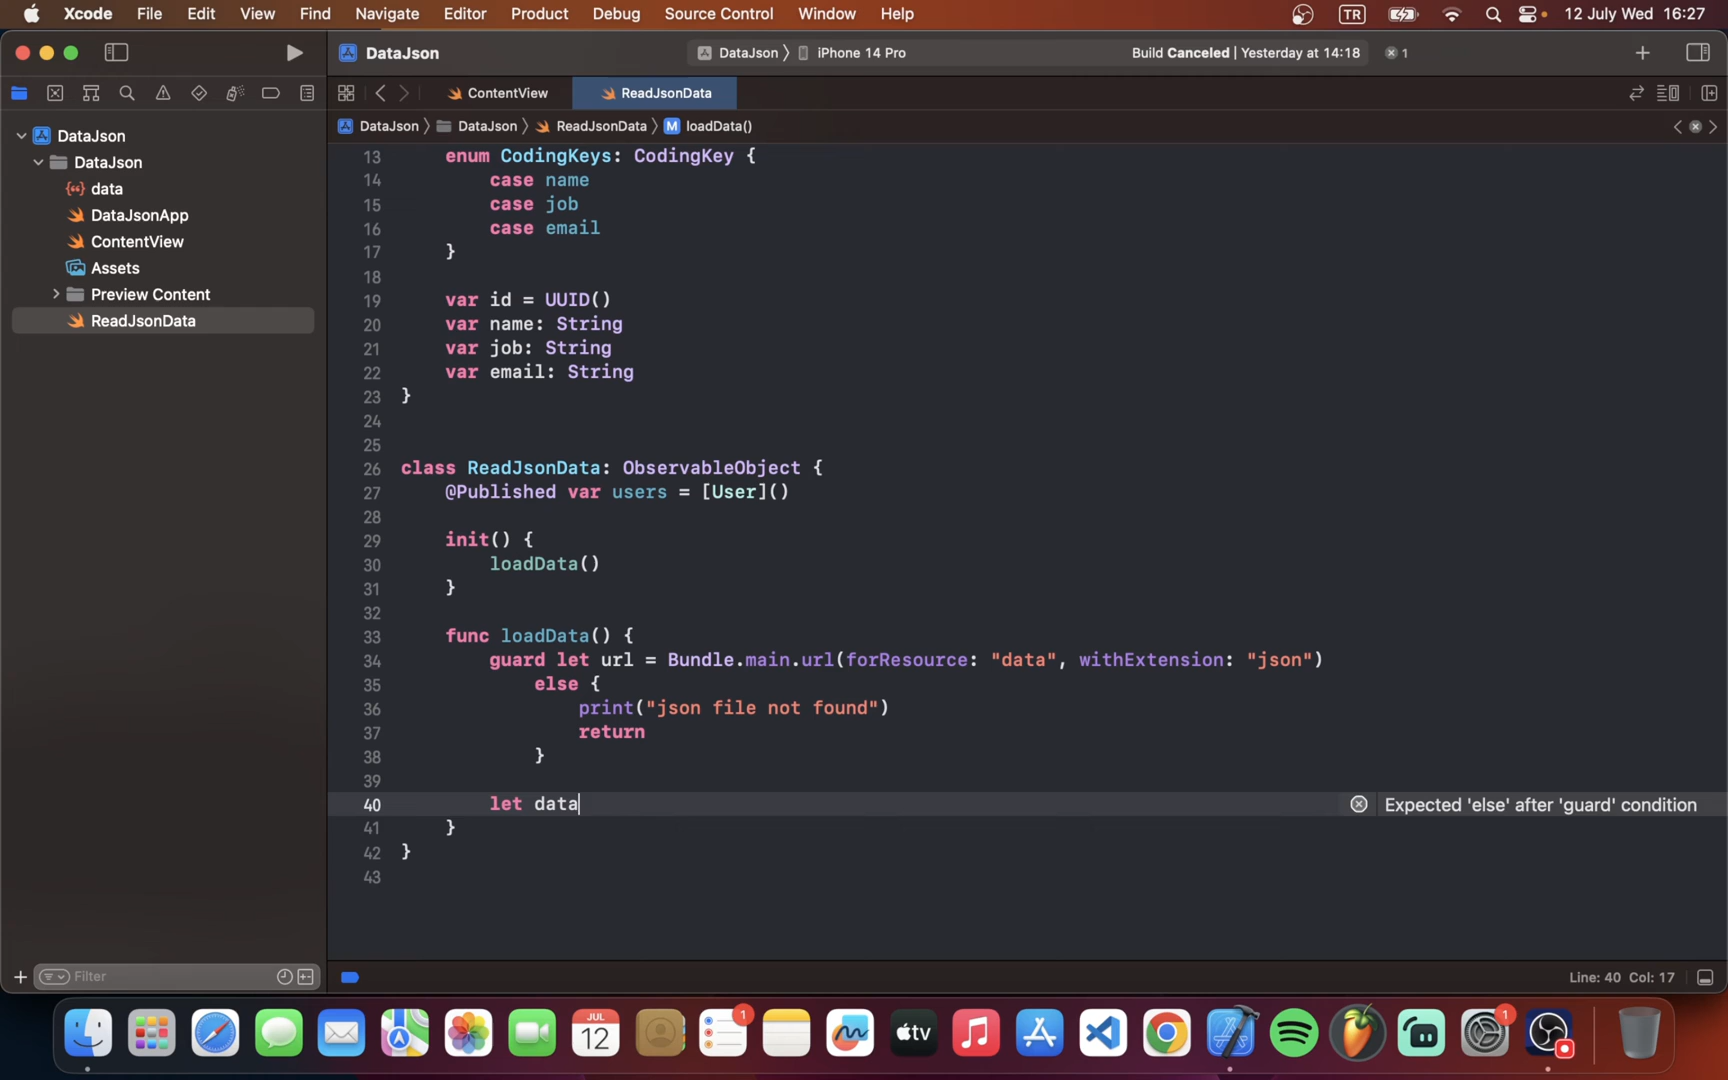 Xcode File Edit View Find Navigate Editor Product Debug Source Control Window Help TR 12 July Wed 16:27
DataJson DataJson iPhone 14 Pro Build Canceled | Yesterday at 14:18 1
ContentView ReadJsonData
DataJson DataJson ReadJsonData M loadData()
DataJson
DataJson
data
DataJsonApp
ContentView
Assets
Preview Content
ReadJsonData
13 enum CodingKeys: CodingKey {
14 case name
15 case job
16 case email
17 }
18
19 var id = UUID()
20 var name: String
21 var job: String
22 var email: String
23 }
24
25
26 class ReadJsonData: ObservableObject {
27 @Published var users = [User]()
28
29 init() {
30 loadData()
31 }
32
33 func loadData() {
34 guard let url = Bundle.main.url(forResource: "data", withExtension: "json")
35 else {
36 print("json file not found")
37 return
38 }
39
40 let data Expected 'else' after 'guard' condition
41 }
42 }
43
Filter Line: 40 Col: 17
JUL
12
1
tv
1